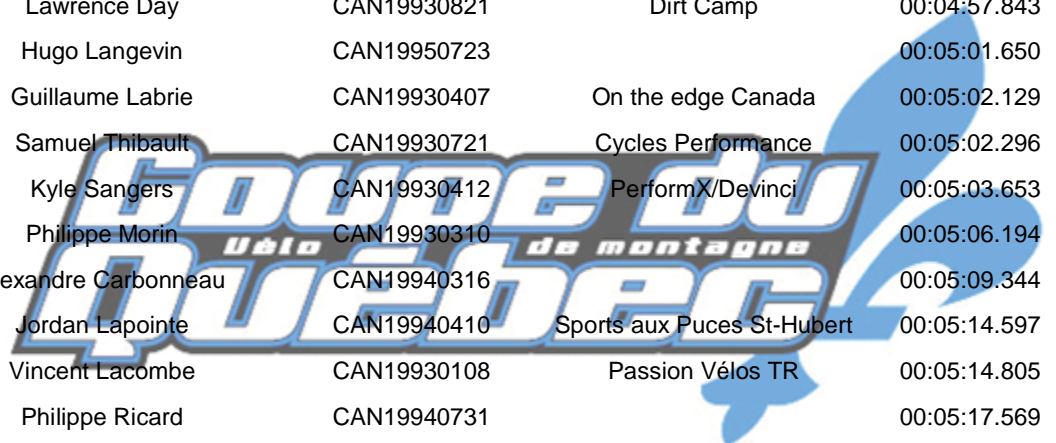 Lawrence Day CAN19930821 Dirt Camp 00:04:57.843
Hugo Langevin CAN19950723 00:05:01.650
Guillaume Labrie CAN19930407 On the edge Canada 00:05:02.129
Samuel Thibault CAN19930721 Cycles Performance 00:05:02.296
Kyle Sangers CAN19930412 PerformX/Devinci 00:05:03.653
Philippe Morin CAN19930310 00:05:06.194
exandre Carbonneau CAN19940316 00:05:09.344
Jordan Lapointe CAN19940410 Sports aux Puces St-Hubert 00:05:14.597
Vincent Lacombe CAN19930108 Passion Vélos TR 00:05:14.805
Philippe Ricard CAN19940731 00:05:17.569
Coupe du
Vélo de montagne
Québec